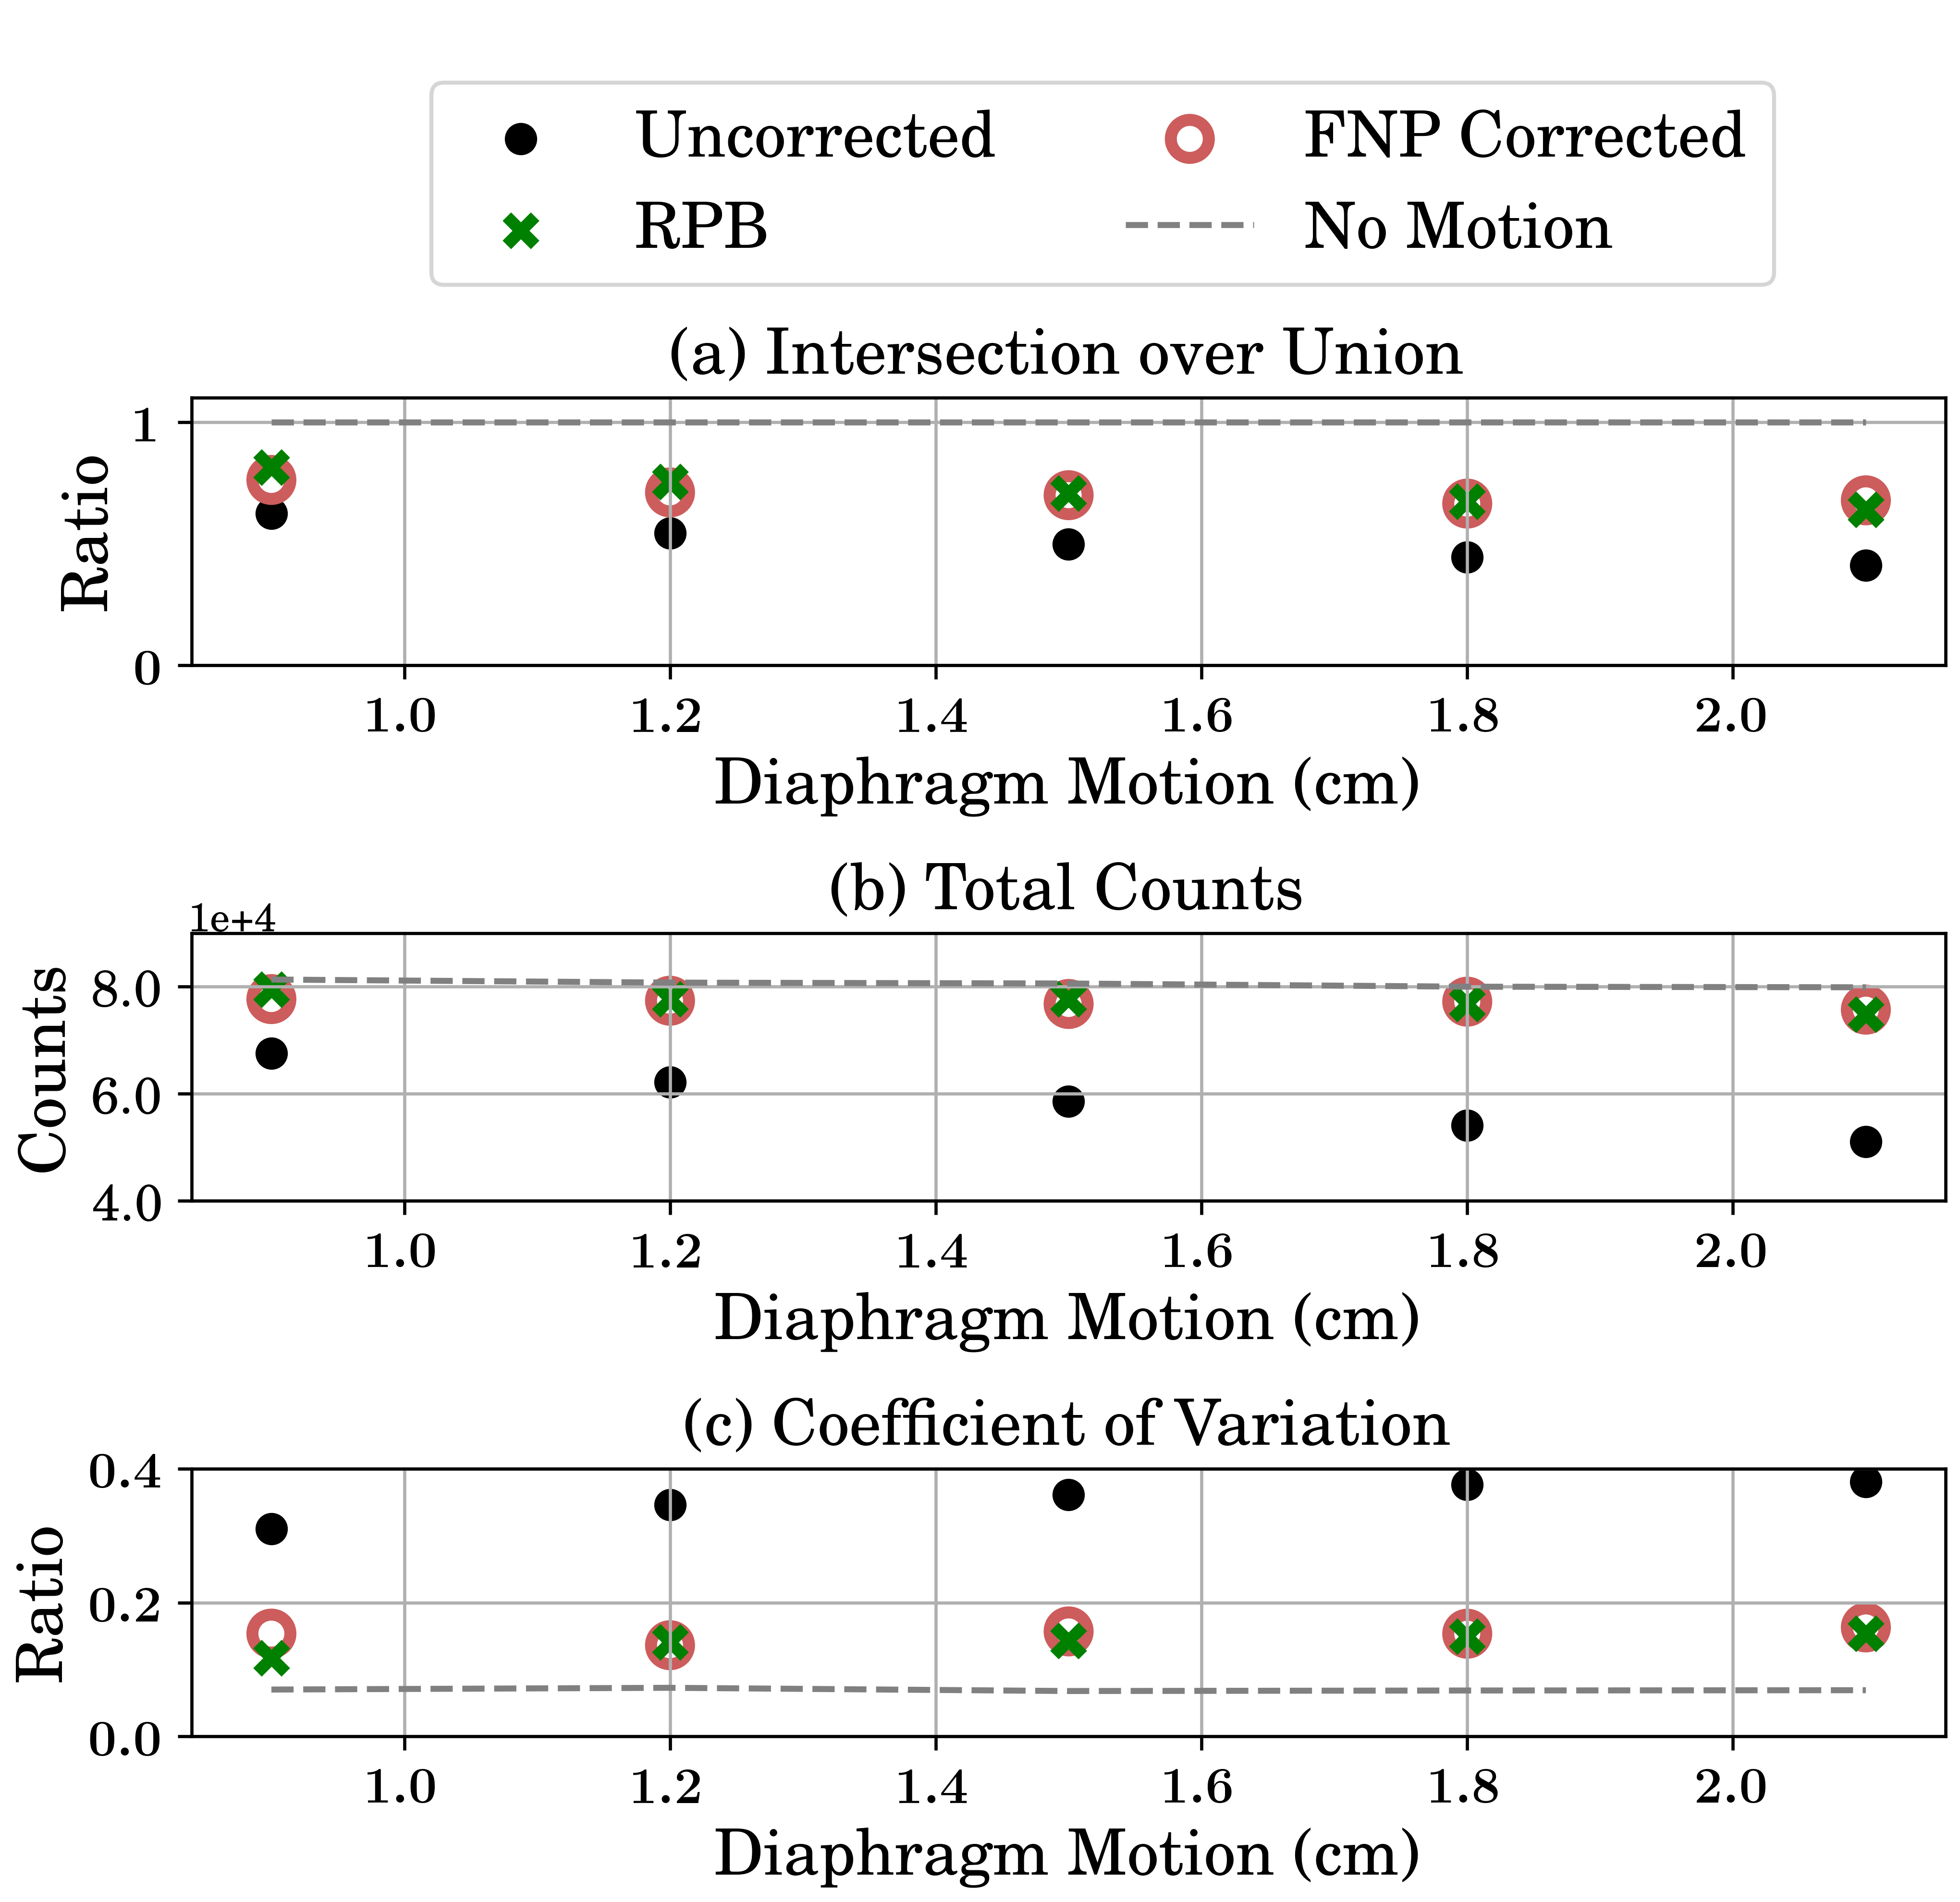 Uncorrected FNP Corrected
RPB No Motion
(a) Intersection over Union
Ratio
1
0
1.0 1.2 1.4 1.6 1.8 2.0
Diaphragm Motion (cm)
(b) Total Counts
1e+4
Counts
8.0
6.0
4.0
1.0 1.2 1.4 1.6 1.8 2.0
Diaphragm Motion (cm)
(c) Coefficient of Variation
Ratio
0.4
0.2
0.0
1.0 1.2 1.4 1.6 1.8 2.0
Diaphragm Motion (cm)